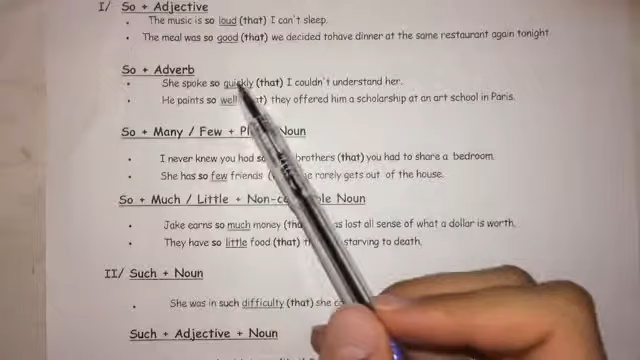 I/ So + Adjective
• The music is so loud (that) I can't sleep.
• The meal was so good (that) we decided tohave dinner at the same restaurant again tonight
So + Adverb
• She spoke so quickly (that) I couldn't understand her.
• He paints so well they offered him a scholarship at an art school in Paris.
So + Many / Few + Noun
• I never knew you had brothers (that) you had to share a bedroom.
• She has so few friends rarely gets out of the house.
So + Much / Little + Noun
• Jake earns so much money lost all sense of what a dollar is worth.
• They have so little food (that) starving to death.
II/ Such + Noun
• She was in such difficulty (that) she
Such + Adjective + Noun